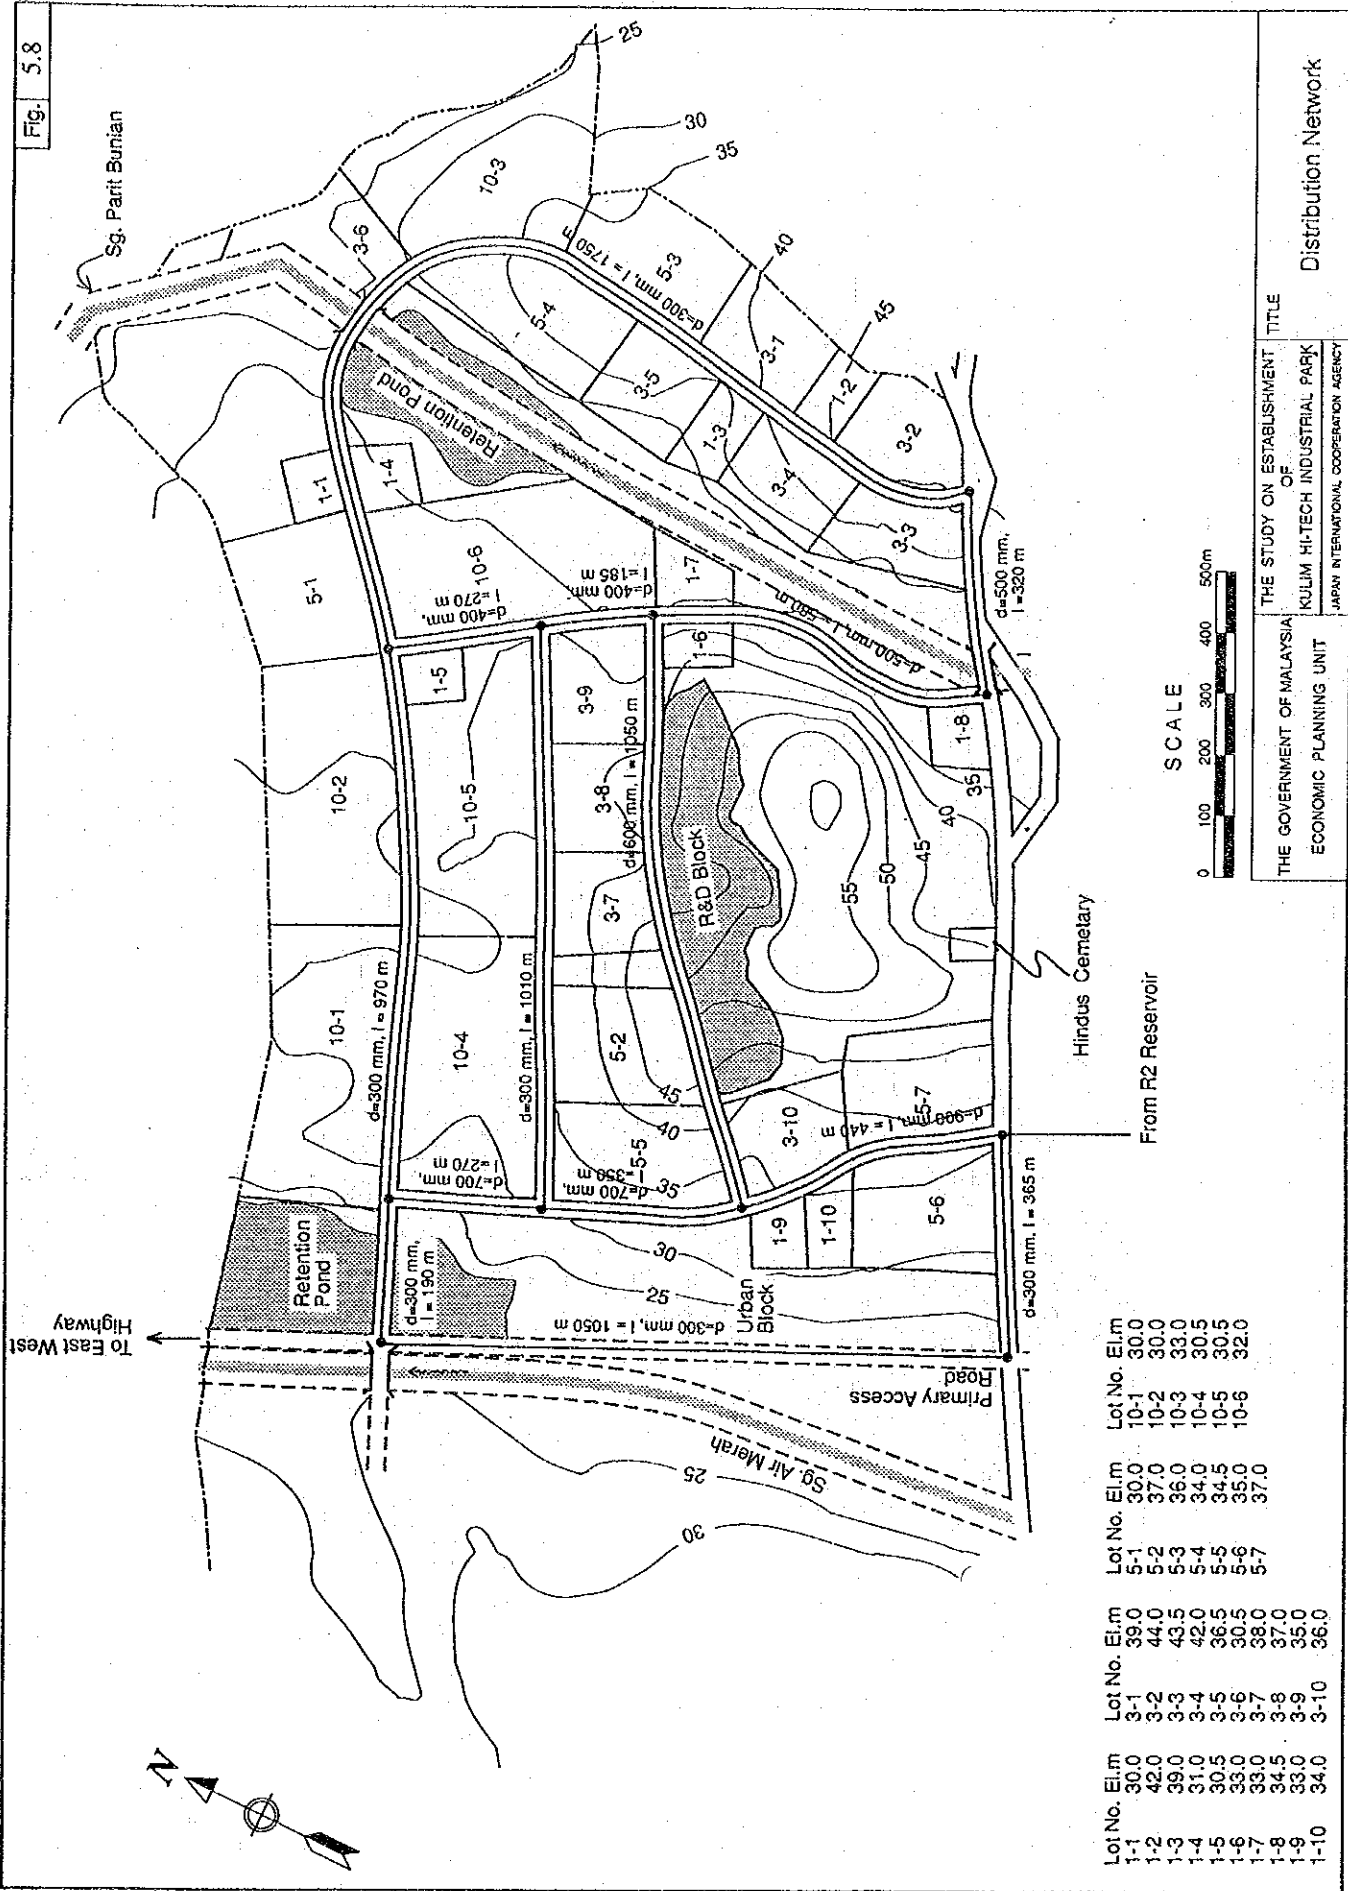 Fig. 5.8
Sg. Parit Bunian
To East West
Highway
25
30
35
40
45
3-6
10-3
5-3
5-4
3-5
3-1
1-3
1-2
3-4
3-2
3-3
d=300 mm, l = 1750 m
Retention Pond
1-1
1-4
5-1
10-6
d=400 mm,
l = 270 m
d=400 mm,
l = 185 m
1-7
1-6
d=500 mm, l = 580 m
d=500 mm,
l = 320 m
10-2
1-5
10-5
3-9
3-8
d=600 mm, l = 1050 m
3-7
R&D Block
1-8
35
40
45
50
55
10-1
d=300 mm, l = 970 m
10-4
d=300 mm, l = 1010 m
5-2
45
40
35
5-5
d=700 mm,
l = 270 m
d=700 mm,
l = 350 m
3-10
5-7
d=900 mm, l = 440 m
Hindus Cemetary
From R2 Reservoir
Retention
Pond
d=300 mm,
l = 190 m
30
25
1-9
1-10
5-6
Urban
Block
d=300 mm, l = 1050 m
d=300 mm, l = 365 m
Primary Access
Road
Sg. Air Merah
25
30
N
SCALE
0 100 200 300 400 500m
Lot No. El.m Lot No. El.m Lot No. El.m Lot No. El.m
1-1 30.0 3-1 39.0 5-1 30.0 10-1 30.0
1-2 42.0 3-2 44.0 5-2 37.0 10-2 30.0
1-3 39.0 3-3 43.5 5-3 36.0 10-3 33.0
1-4 31.0 3-4 42.0 5-4 34.0 10-4 30.5
1-5 30.5 3-5 36.5 5-5 34.5 10-5 30.5
1-6 33.0 3-6 30.5 5-6 35.0 10-6 32.0
1-7 33.0 3-7 38.0 5-7 37.0
1-8 34.5 3-8 37.0
1-9 33.0 3-9 35.0
1-10 34.0 3-10 36.0
THE GOVERNMENT OF MALAYSIA
ECONOMIC PLANNING UNIT
THE STUDY ON ESTABLISHMENT
OF
KULIM HI-TECH INDUSTRIAL PARK
JAPAN INTERNATIONAL COOPERATION AGENCY
TITLE
Distribution Network